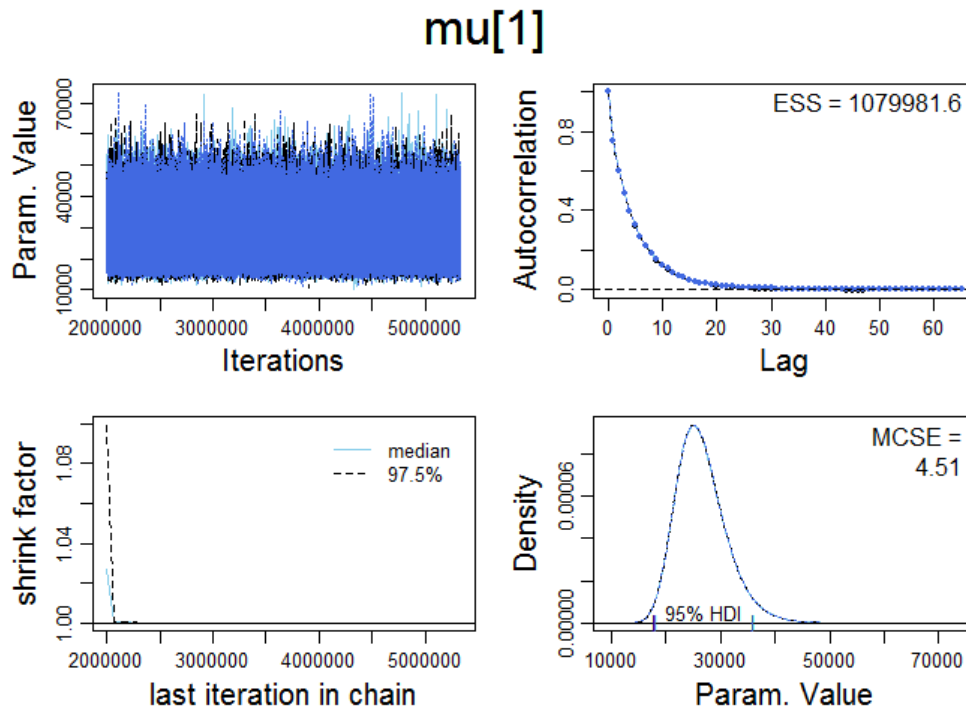 mu[1]
Param. Value
10000
40000
70000
2000000 3000000 4000000 5000000
Iterations
ESS = 1079981.6
Autocorrelation
0.0
0.4
0.8
0 10 20 30 40 50 60
Lag
shrink factor
1.00
1.04
1.08
median
97.5%
2000000 3000000 4000000 5000000
last iteration in chain
MCSE =
4.51
Density
0.00000
0.00006
95% HDI
10000 30000 50000 70000
Param. Value